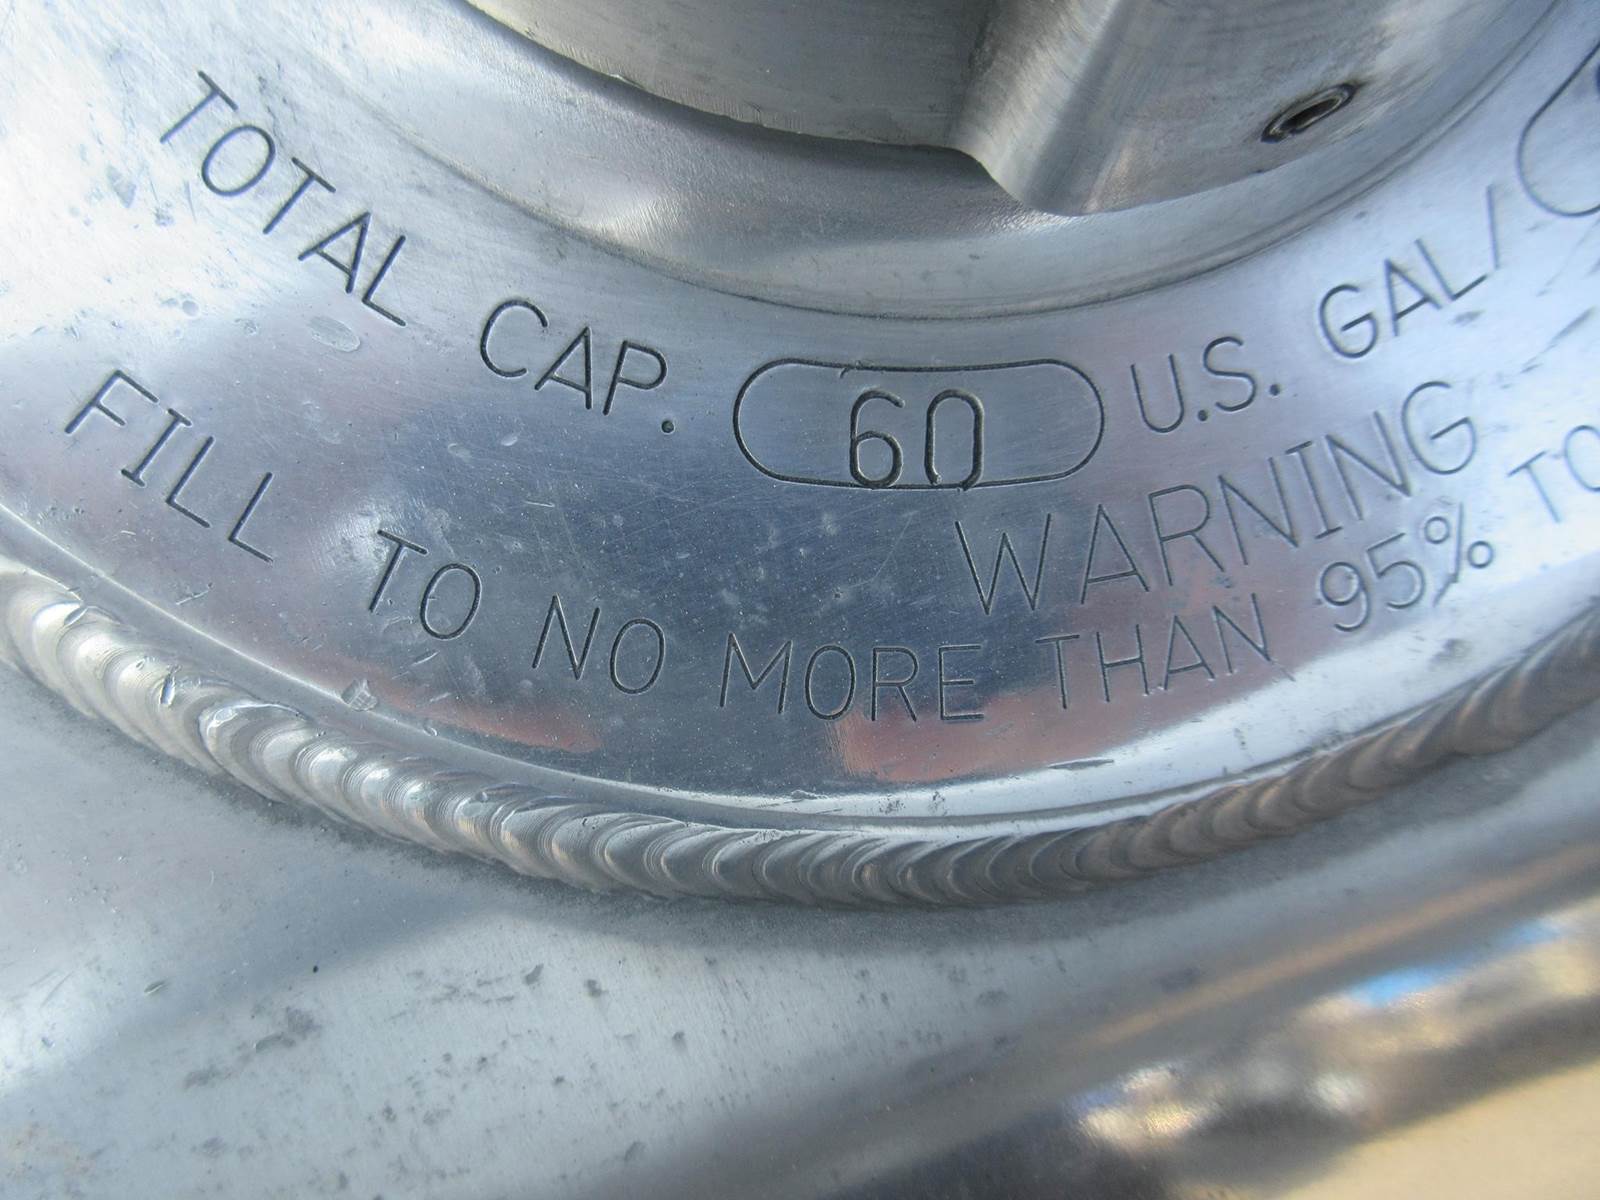 TOTAL CAP. 60 U.S. GAL/
WARNING
FILL TO NO MORE THAN 95% TO